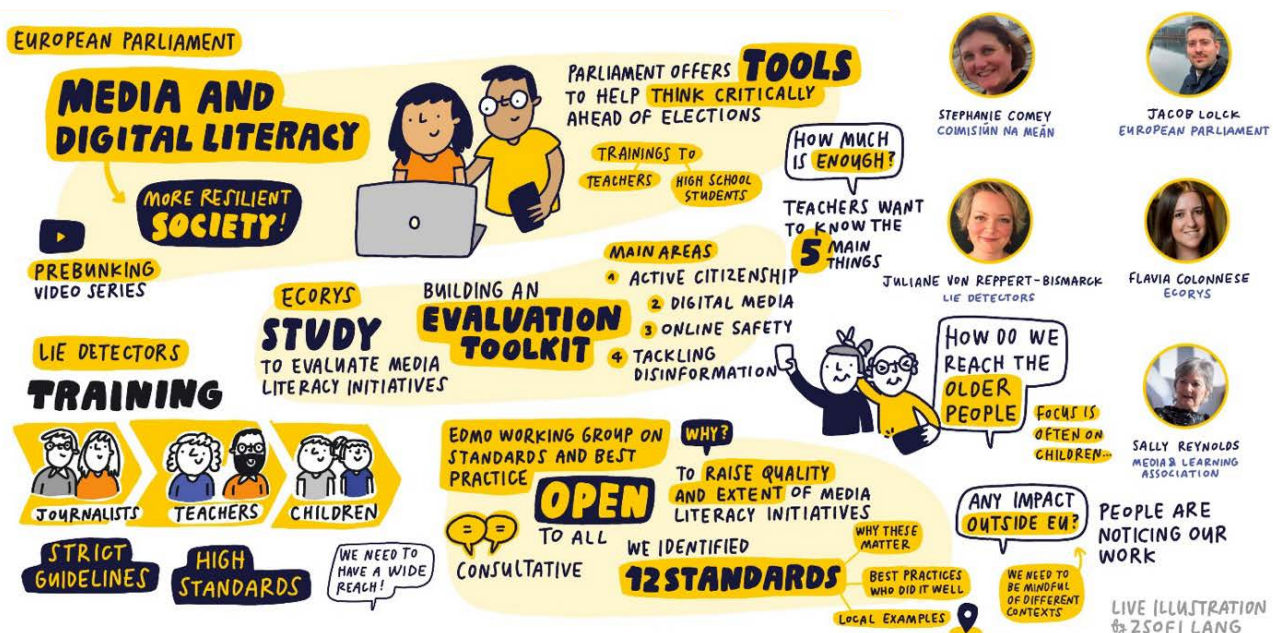 EUROPEAN PARLIAMENT
MEDIA AND
DIGITAL LITERACY
MORE RESILIENT
SOCIETY!
PREBUNKING
VIDEO SERIES
PARLIAMENT OFFERS TOOLS
TO HELP THINK CRITICALLY
AHEAD OF ELECTIONS
TRAININGS TO
TEACHERS
HIGH SCHOOL
STUDENTS
HOW MUCH
IS ENOUGH?
TEACHERS WANT
TO KNOW THE
5 MAIN
THINGS
ECORYS
STUDY
TO EVALUATE MEDIA
LITERACY INITIATIVES
BUILDING AN
EVALUATION
TOOLKIT
MAIN AREAS
1 ACTIVE CITIZENSHIP
2 DIGITAL MEDIA
3 ONLINE SAFETY
4 TACKLING
DISINFORMATION
LIE DETECTORS
TRAINING
JOURNALISTS
TEACHERS
CHILDREN
STRICT
GUIDELINES
HIGH
STANDARDS
WE NEED TO
HAVE A WIDE
REACH!
EDMO WORKING GROUP ON
STANDARDS AND BEST
PRACTICE
OPEN
TO ALL
CONSULTATIVE
WHY?
TO RAISE QUALITY
AND EXTENT OF MEDIA
LITERACY INITIATIVES
WE IDENTIFIED
12 STANDARDS
WHY THESE
MATTER
BEST PRACTICES
WHO DID IT WELL
LOCAL EXAMPLES
HOW DO WE
REACH THE
OLDER
PEOPLE
FOCUS IS
OFTEN ON
CHILDREN...
ANY IMPACT
OUTSIDE EU?
WE NEED TO
BE MINDFUL
OF DIFFERENT
CONTEXTS
PEOPLE ARE
NOTICING OUR
WORK
STEPHANIE COMEY
COIMISIÚN NA MEÁN
JACOB LOLCK
EUROPEAN PARLIAMENT
JULIANE VON REPPERT-BISMARCK
LIE DETECTORS
FLAVIA COLONNESE
ECORYS
SALLY REYNOLDS
MEDIA & LEARNING
ASSOCIATION
LIVE ILLUSTRATION
by ZSOFI LANG